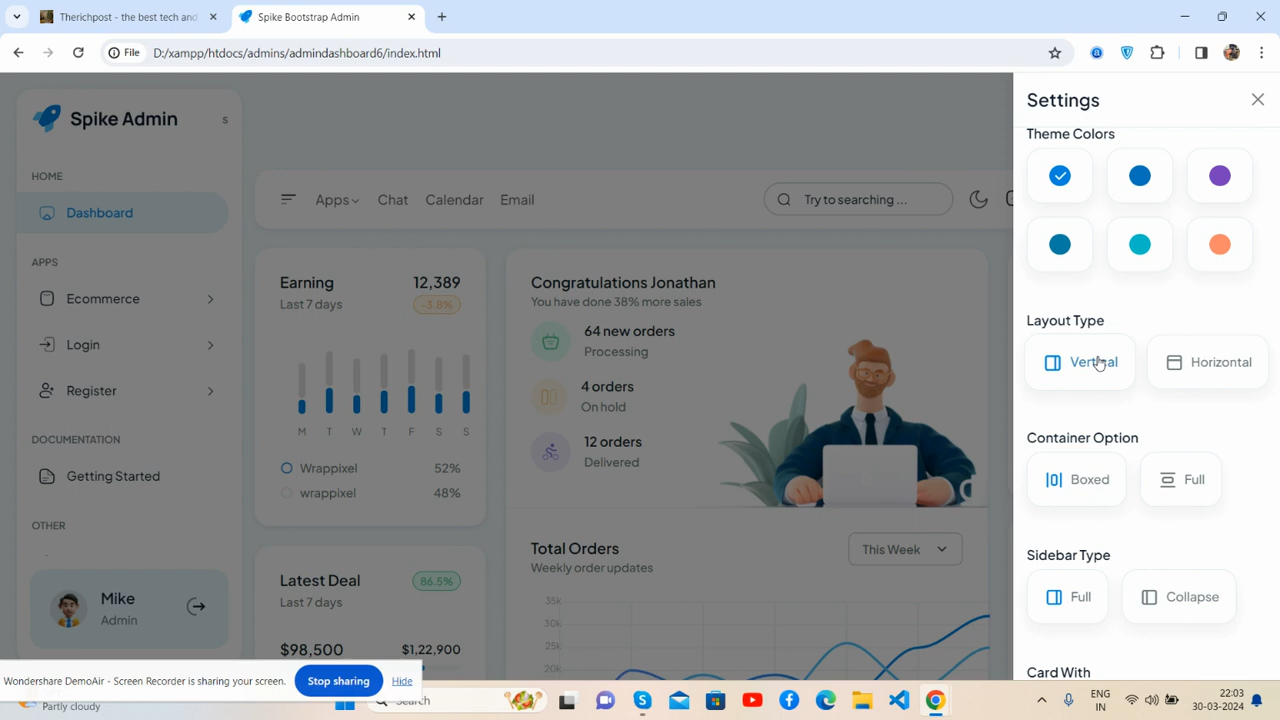 Therichpost - the best tech and
Spike Bootstrap Admin
File
D:/xampp/htdocs/admins/admindashboard6/index.html
Spike Admin
S
HOME
Dashboard
APPS
Ecommerce
Login
Register
DOCUMENTATION
Getting Started
OTHER
Mike
Admin
Apps
Chat
Calendar
Email
Try to searching ...
Earning
12,389
Last 7 days
-3.8%
M T W T F S S
Wrappixel
52%
wrappixel
48%
Latest Deal
86.5%
Last 7 days
$98,500
$1,22,900
Congratulations Jonathan
You have done 38% more sales
64 new orders
Processing
4 orders
On hold
12 orders
Delivered
Total Orders
This Week
Weekly order updates
35k
30k
25k
20k
Settings
Theme Colors
Layout Type
Vertical
Horizontal
Container Option
Boxed
Full
Sidebar Type
Full
Collapse
Card With
Wondershare DemoAir - Screen Recorder is sharing your screen.
Stop sharing
Hide
Partly cloudy
Search
ENG
IN
22:03
30-03-2024